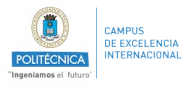 POLITÉCNICA
"Ingeniamos el futuro"
CAMPUS
DE EXCELENCIA
INTERNACIONAL